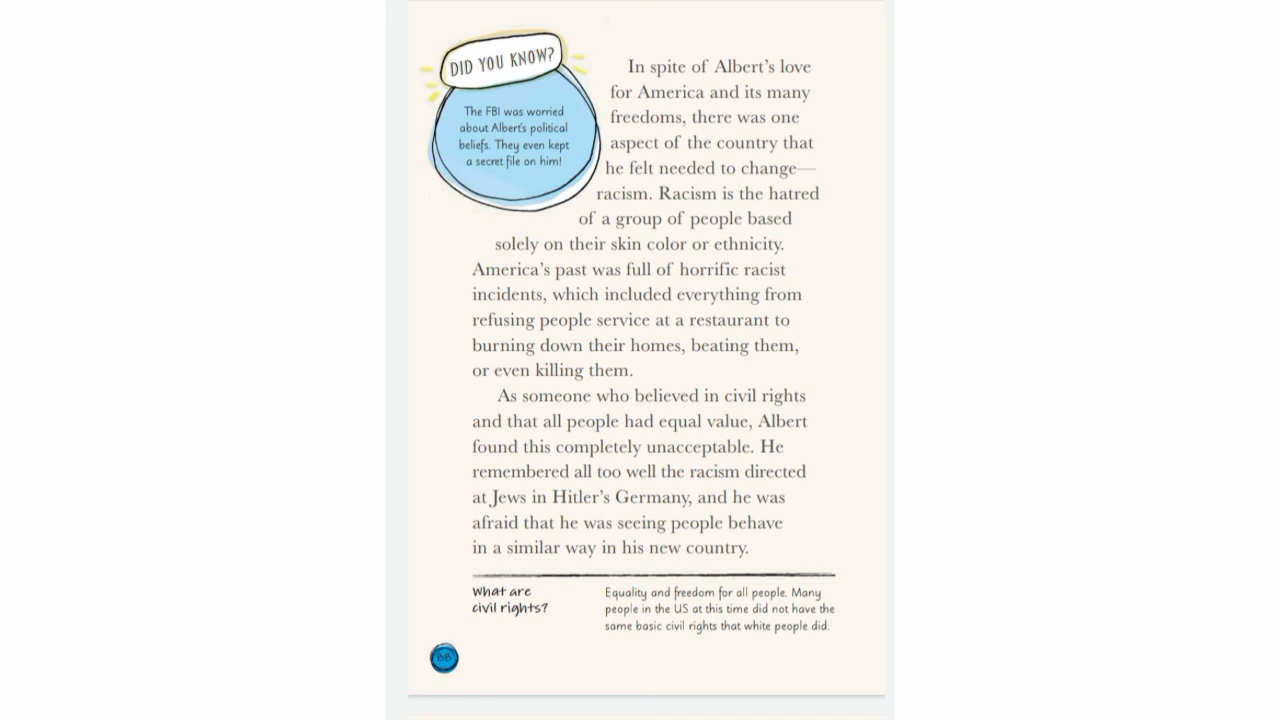 DID YOU KNOW?
The FBI was worried
about Albert's political
beliefs. They even kept
a secret file on him!
In spite of Albert's love
for America and its many
freedoms, there was one
aspect of the country that
he felt needed to change—
racism. Racism is the hatred
of a group of people based
solely on their skin color or ethnicity.
America's past was full of horrific racist
incidents, which included everything from
refusing people service at a restaurant to
burning down their homes, beating them,
or even killing them.
As someone who believed in civil rights
and that all people had equal value, Albert
found this completely unacceptable. He
remembered all too well the racism directed
at Jews in Hitler's Germany, and he was
afraid that he was seeing people behave
in a similar way in his new country.
What are
civil rights?
Equality and freedom for all people. Many
people in the US at this time did not have the
same basic civil rights that white people did.
88